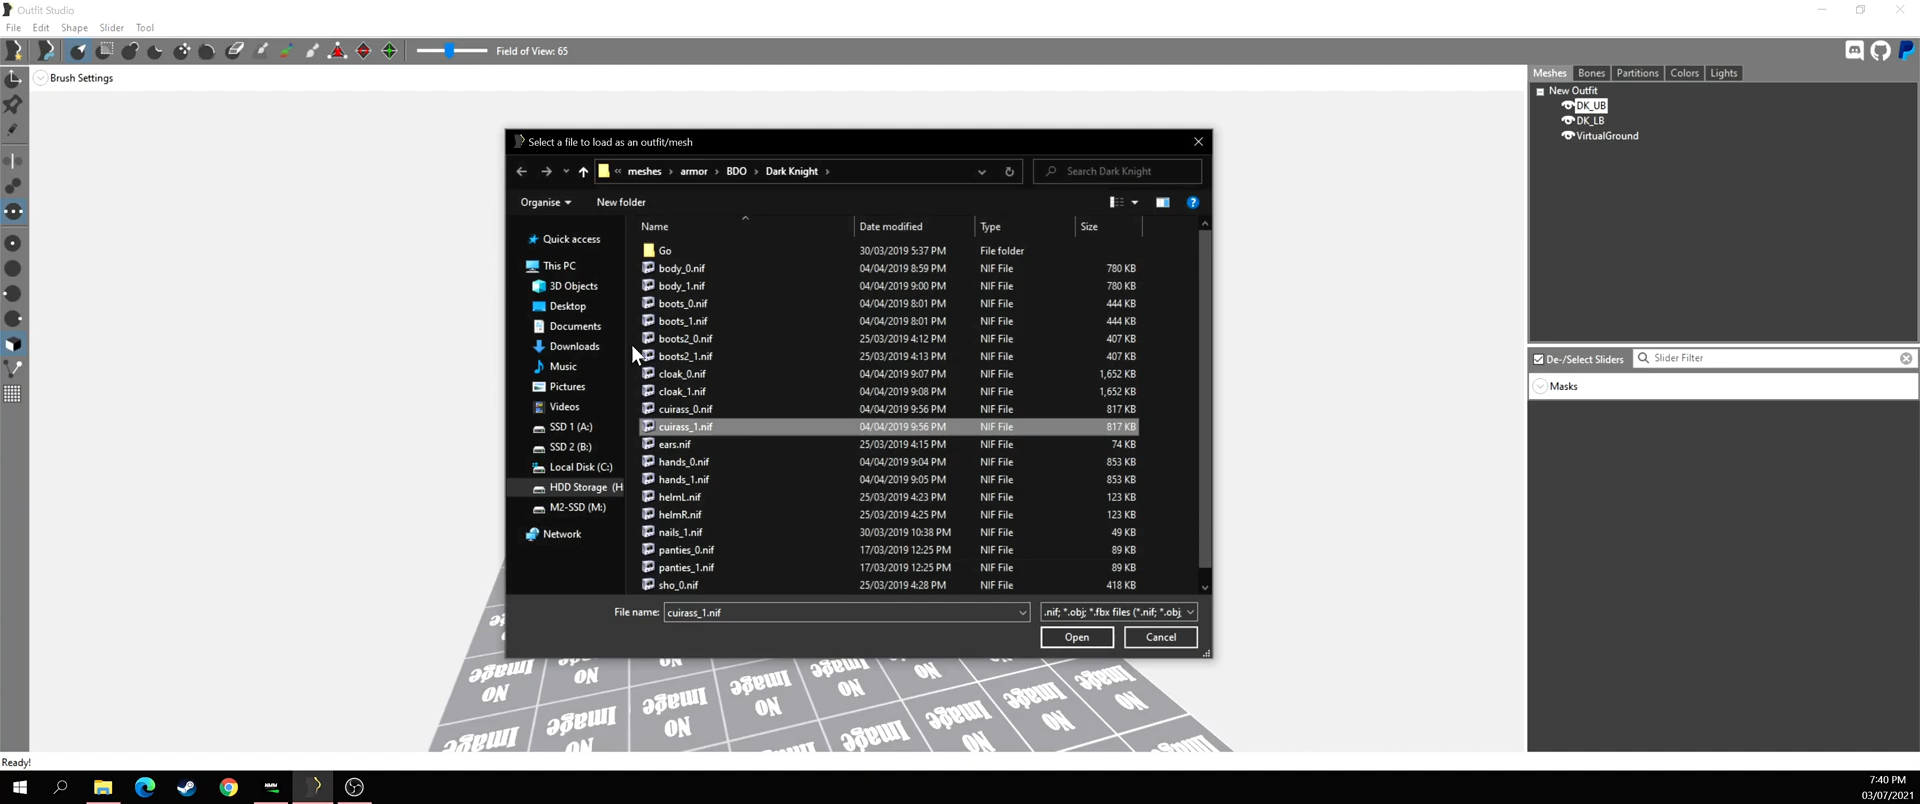 Outfit Studio
File Edit Shape Slider Tool
Field of View: 65
Brush Settings
Meshes Bones Partitions Colors Lights
New Outfit
DK_UB
DK_LB
VirtualGround
De-/Select Sliders Slider Filter
Masks
Select a file to load as an outfit/mesh
« meshes › armor › BDO › Dark Knight ›
Search Dark Knight
Organise New folder
Quick access
This PC
3D Objects
Desktop
Documents
Downloads
Music
Pictures
Videos
SSD 1 (A:)
SSD 2 (B:)
Local Disk (C:)
HDD Storage (H
M2-SSD (M:)
Network
Name Date modified Type Size
Go 30/03/2019 5:37 PM File folder
body_0.nif 04/04/2019 8:59 PM NIF File 780 KB
body_1.nif 04/04/2019 9:00 PM NIF File 780 KB
boots_0.nif 04/04/2019 8:01 PM NIF File 444 KB
boots_1.nif 04/04/2019 8:01 PM NIF File 444 KB
boots2_0.nif 25/03/2019 4:12 PM NIF File 407 KB
boots2_1.nif 25/03/2019 4:13 PM NIF File 407 KB
cloak_0.nif 04/04/2019 9:07 PM NIF File 1,652 KB
cloak_1.nif 04/04/2019 9:08 PM NIF File 1,652 KB
cuirass_0.nif 04/04/2019 9:56 PM NIF File 817 KB
cuirass_1.nif 04/04/2019 9:56 PM NIF File 817 KB
ears.nif 25/03/2019 4:15 PM NIF File 74 KB
hands_0.nif 04/04/2019 9:04 PM NIF File 853 KB
hands_1.nif 04/04/2019 9:05 PM NIF File 853 KB
helmL.nif 25/03/2019 4:23 PM NIF File 123 KB
helmR.nif 25/03/2019 4:25 PM NIF File 123 KB
nails_1.nif 30/03/2019 10:38 PM NIF File 49 KB
panties_0.nif 17/03/2019 12:25 PM NIF File 89 KB
panties_1.nif 17/03/2019 12:25 PM NIF File 89 KB
sho_0.nif 25/03/2019 4:28 PM NIF File 418 KB
File name: cuirass_1.nif
.nif; *.obj; *.fbx files (*.nif; *.obj
Open Cancel
No Image
Ready!
7:40 PM
03/07/2021